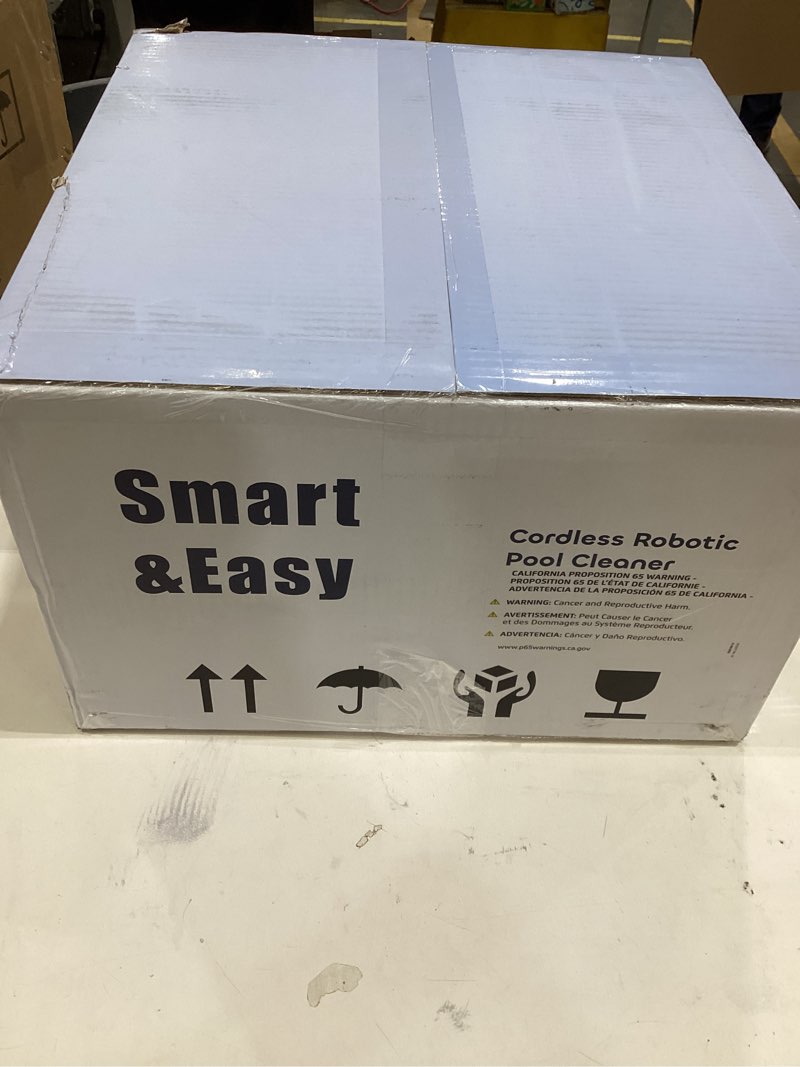 Smart
&Easy
Cordless Robotic
Pool Cleaner
CALIFORNIA PROPOSITION 65 WARNING -
PROPOSITION 65 DE L'ÉTAT DE CALIFORNIE -
ADVERTENCIA DE LA PROPOSICIÓN 65 DE CALIFORNIA -
WARNING: Cancer and Reproductive Harm.
AVERTISSEMENT: Peut Causer le Cancer
et des Dommages au Système Reproducteur.
ADVERTENCIA: Cáncer y Daño Reproductivo.
www.p65warnings.ca.gov